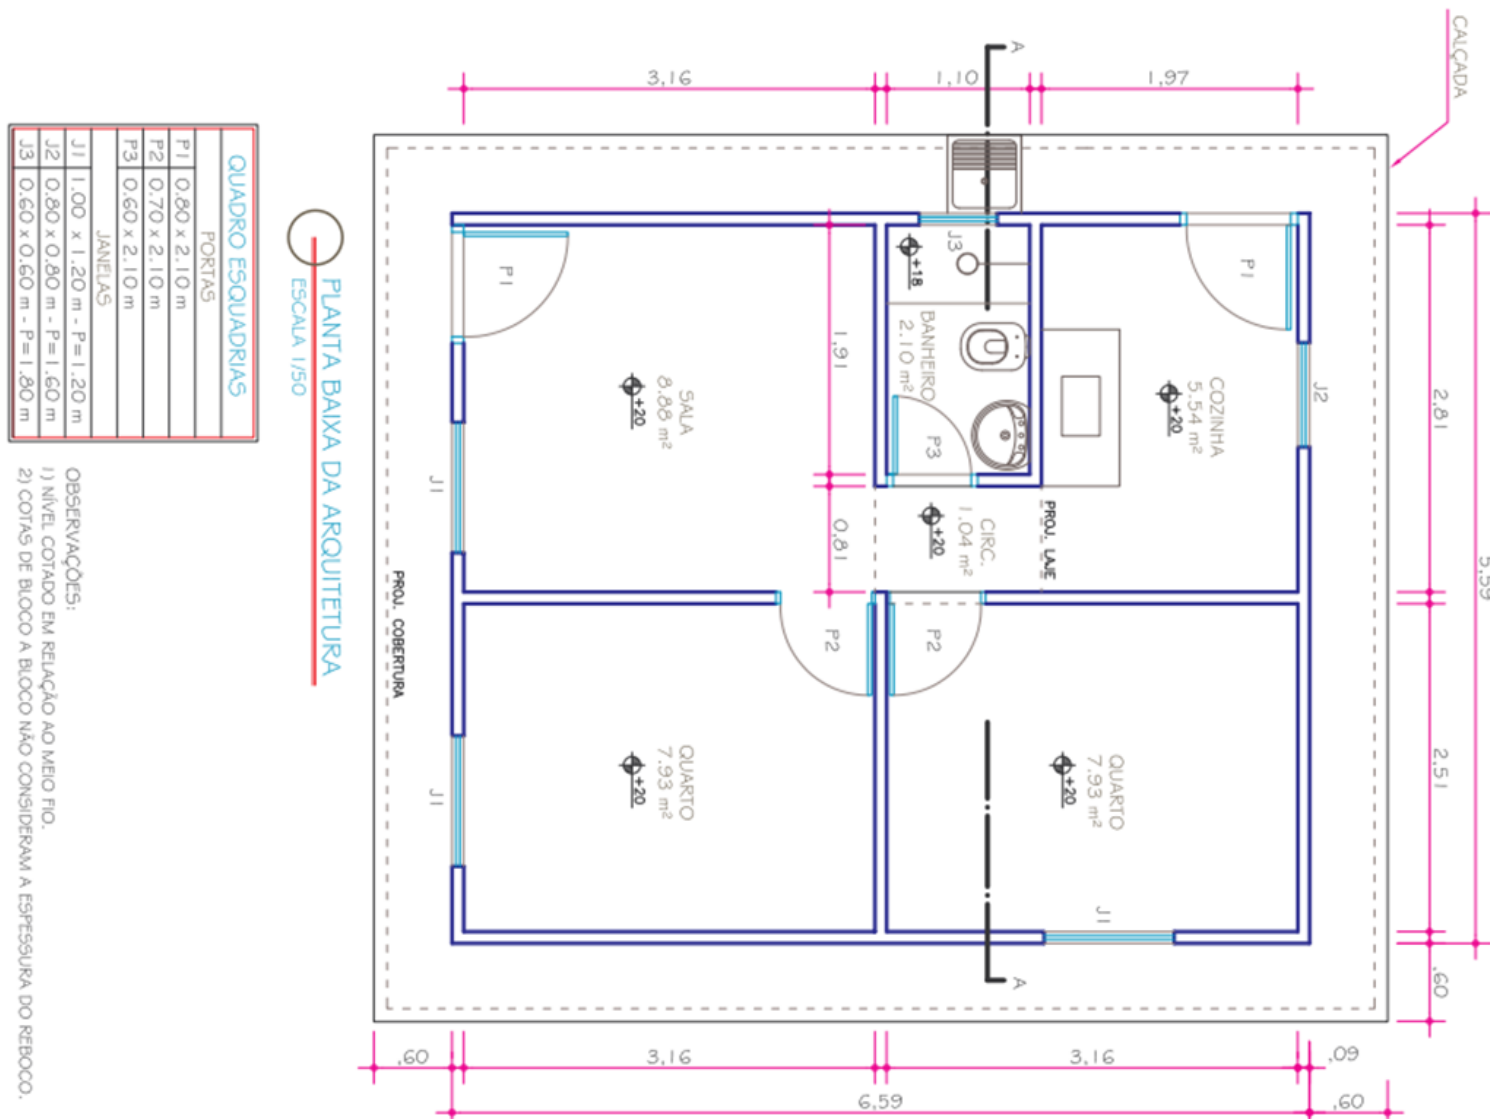 CALÇADA
A
3,16
1,10
1,97
5,59
2,81
2,51
,60
P1
SALA
8.88 m²
+20
J1
1,91
0,81
J3
+18
BANHEIRO
2.10 m²
P3
CIRC.
1.04 m²
+20
PROJ. LAJE
P1
COZINHA
5.54 m²
+20
J2
P2
P2
QUARTO
7.93 m²
+20
J1
QUARTO
7.93 m²
+20
J1
A
PROJ. COBERTURA
,60
3,16
3,16
,09
6,59
,60
PLANTA BAIXA DA ARQUITETURA
ESCALA 1/50
QUADRO ESQUADRIAS
PORTAS
P1 0.80 x 2.10 m
P2 0.70 x 2.10 m
P3 0.60 x 2.10 m
JANELAS
J1 1.00 x 1.20 m - P=1.20 m
J2 0.80 x 0.80 m - P=1.60 m
J3 0.60 x 0.60 m - P=1.80 m
OBSERVAÇÕES:
1) NÍVEL COTADO EM RELAÇÃO AO MEIO FIO.
2) COTAS DE BLOCO A BLOCO NÃO CONSIDERAM A ESPESSURA DO REBOCO.